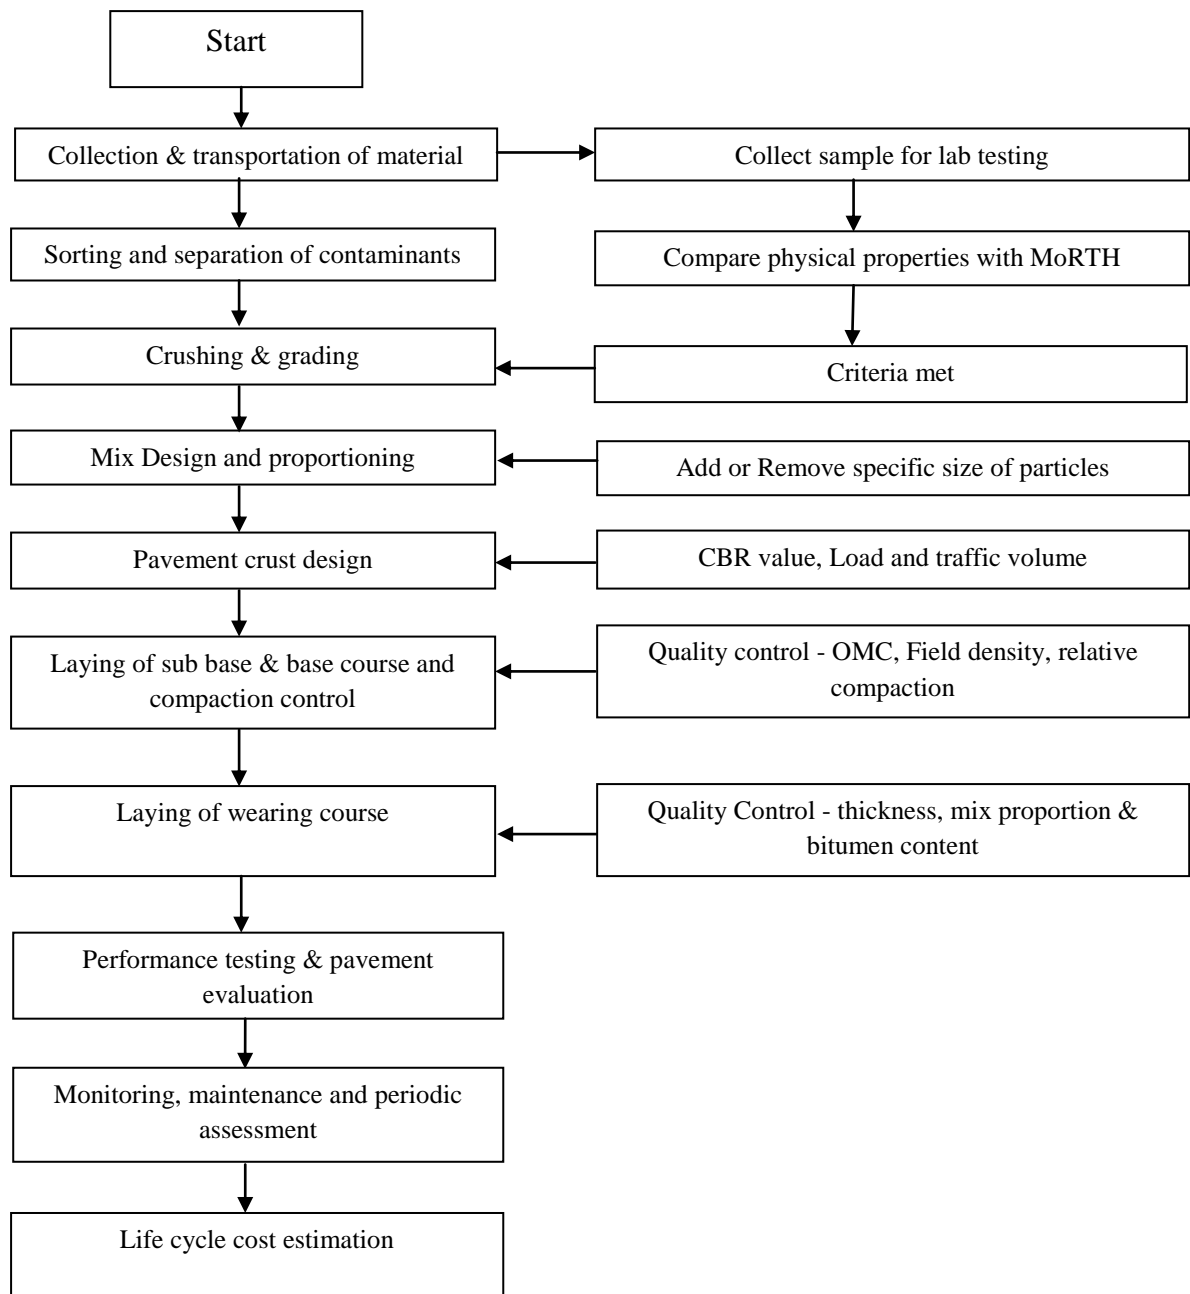 Start
Collection & transportation of material
Collect sample for lab testing
Sorting and separation of contaminants
Compare physical properties with MoRTH
Crushing & grading
Criteria met
Mix Design and proportioning
Add or Remove specific size of particles
Pavement crust design
CBR value, Load and traffic volume
Laying of sub base & base course and
compaction control
Quality control - OMC, Field density, relative
compaction
Laying of wearing course
Quality Control - thickness, mix proportion &
bitumen content
Performance testing & pavement
evaluation
Monitoring, maintenance and periodic
assessment
Life cycle cost estimation